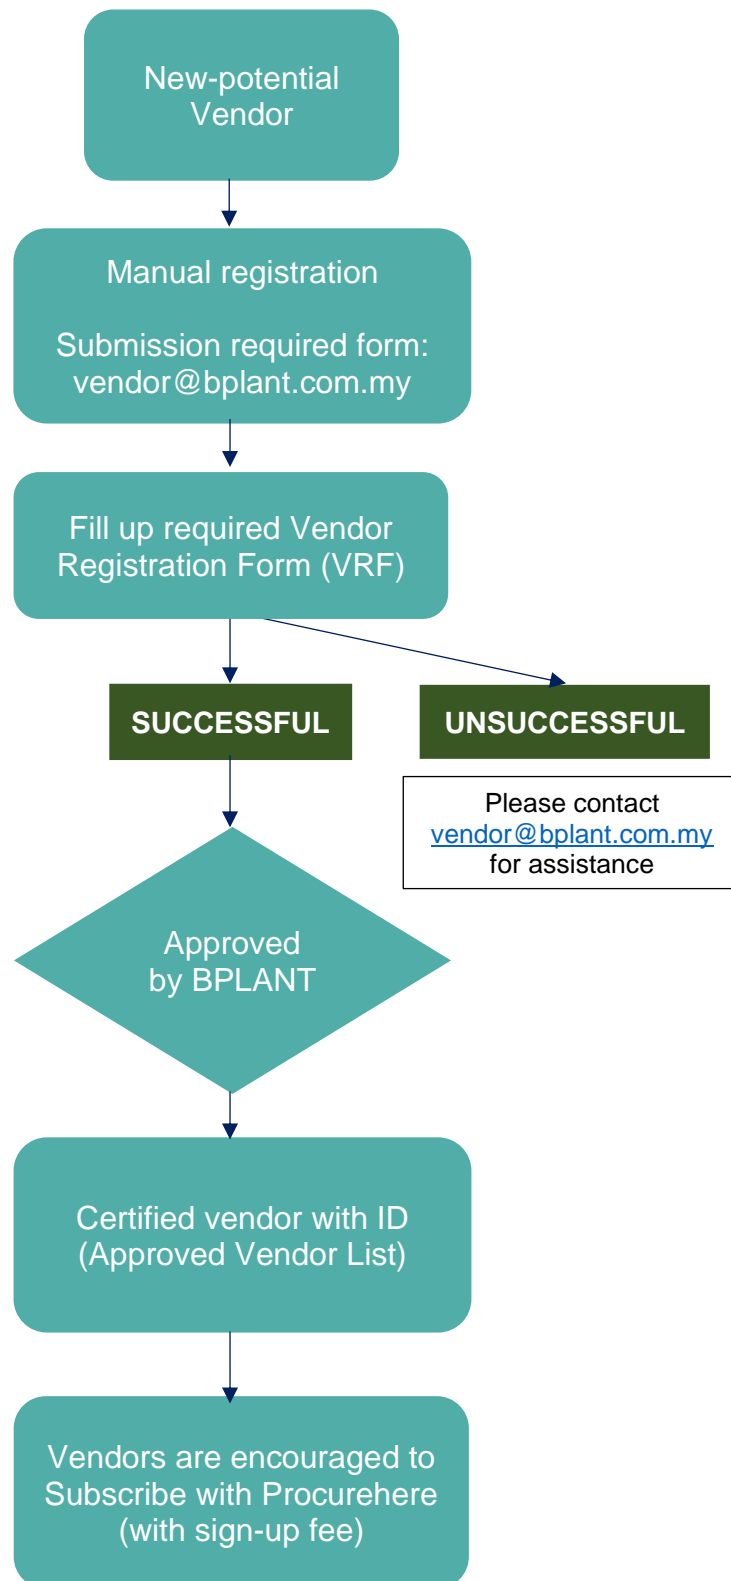 New-potential
Vendor
Manual registration
Submission required form:
vendor@bplant.com.my
Fill up required Vendor
Registration Form (VRF)
SUCCESSFUL
UNSUCCESSFUL
Please contact
vendor@bplant.com.my
for assistance
Approved
by BPLANT
Certified vendor with ID
(Approved Vendor List)
Vendors are encouraged to
Subscribe with Procurehere
(with sign-up fee)